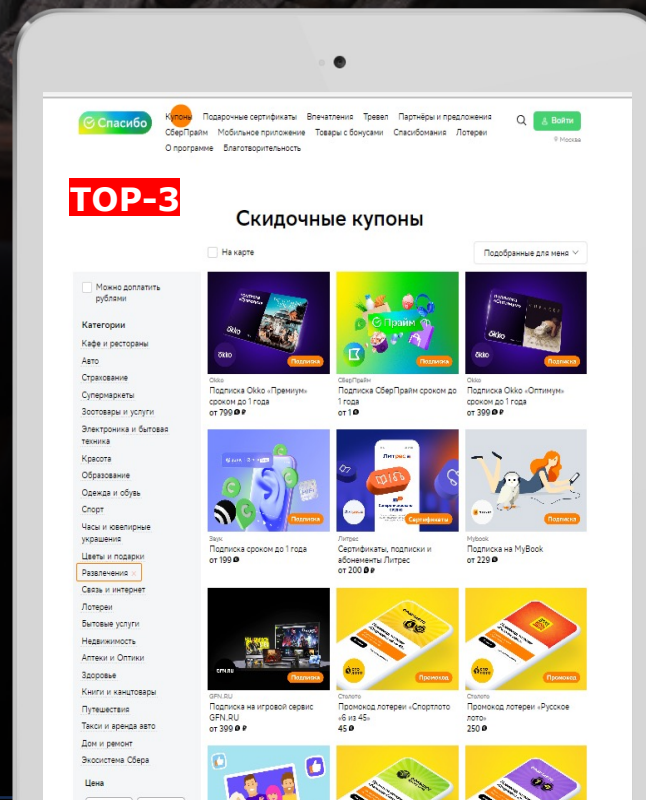 Спасибо
Купоны Подарочные сертификаты Впечатления Тревел Партнёры и предложения
Войти
СберПрайм Мобильное приложение Товары с бонусами Спасибомания Лотереи
Москва
О программе Благотворительность
TOP-3
Скидочные купоны
На карте
Подобранные для меня
Можно доплатить
рублями
Категории
Кафе и рестораны
Авто
Страхование
Супермаркеты
Зоотовары и услуги
Электроника и бытовая
техника
Красота
Образование
Одежда и обувь
Спорт
Часы и ювелирные
украшения
Цветы и подарки
Развлечения ×
Связь и интернет
Лотереи
Бытовые услуги
Недвижимость
Аптеки и Оптики
Здоровье
Книги и канцтовары
Путешествия
Такси и аренда авто
Дом и ремонт
Экосистема Сбера
Цена
okko
Подписка
Okko
Подписка Okko «Премиум»
сроком до 1 года
от 799 ₽
Прайм
Подписка
СберПрайм
Подписка СберПрайм сроком до
1 года
от 1
okko
Подписка
Okko
Подписка Okko «Оптимум»
сроком до 1 года
от 399 ₽
Подписка
Звук
Подписка сроком до 1 года
от 199
Литрес
Сертификаты
Литрес
Сертификаты, подписки и
абонементы Литрес
от 200 ₽
Подписка
Mybook
Подписка на MyBook
от 229
GFN.RU
Подписка
GFN.RU
Подписка на игровой сервис
GFN.RU
от 399 ₽
СТО
ЛОТО
Промокод
Столото
Промокод лотереи «Спортлото
«6 из 45»
45
СТО
ЛОТО
Промокод
Столото
Промокод лотереи «Русское
лото»
250